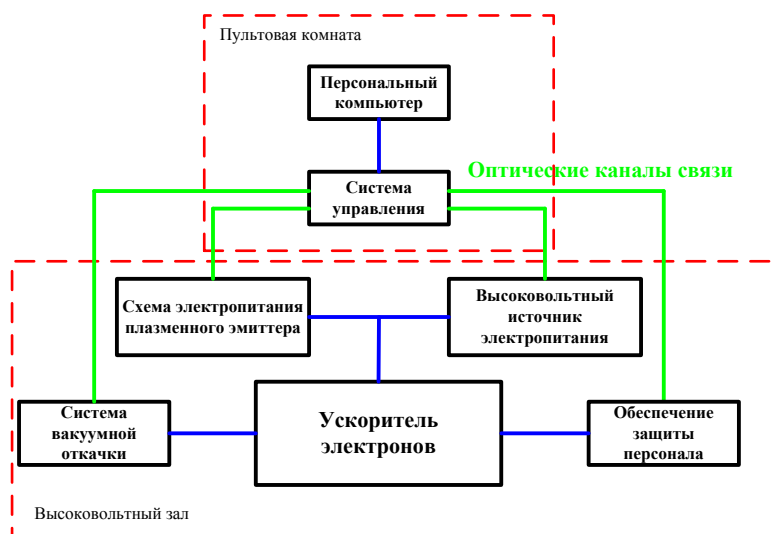 Пультовая комната
Персональный
компьютер
Оптические каналы связи
Система
управления
Схема электропитания
плазменного эмиттера
Высоковольтный
источник
электропитания
Система
вакуумной
откачки
Ускоритель
электронов
Обеспечение
защиты
персонала
Высоковольтный зал